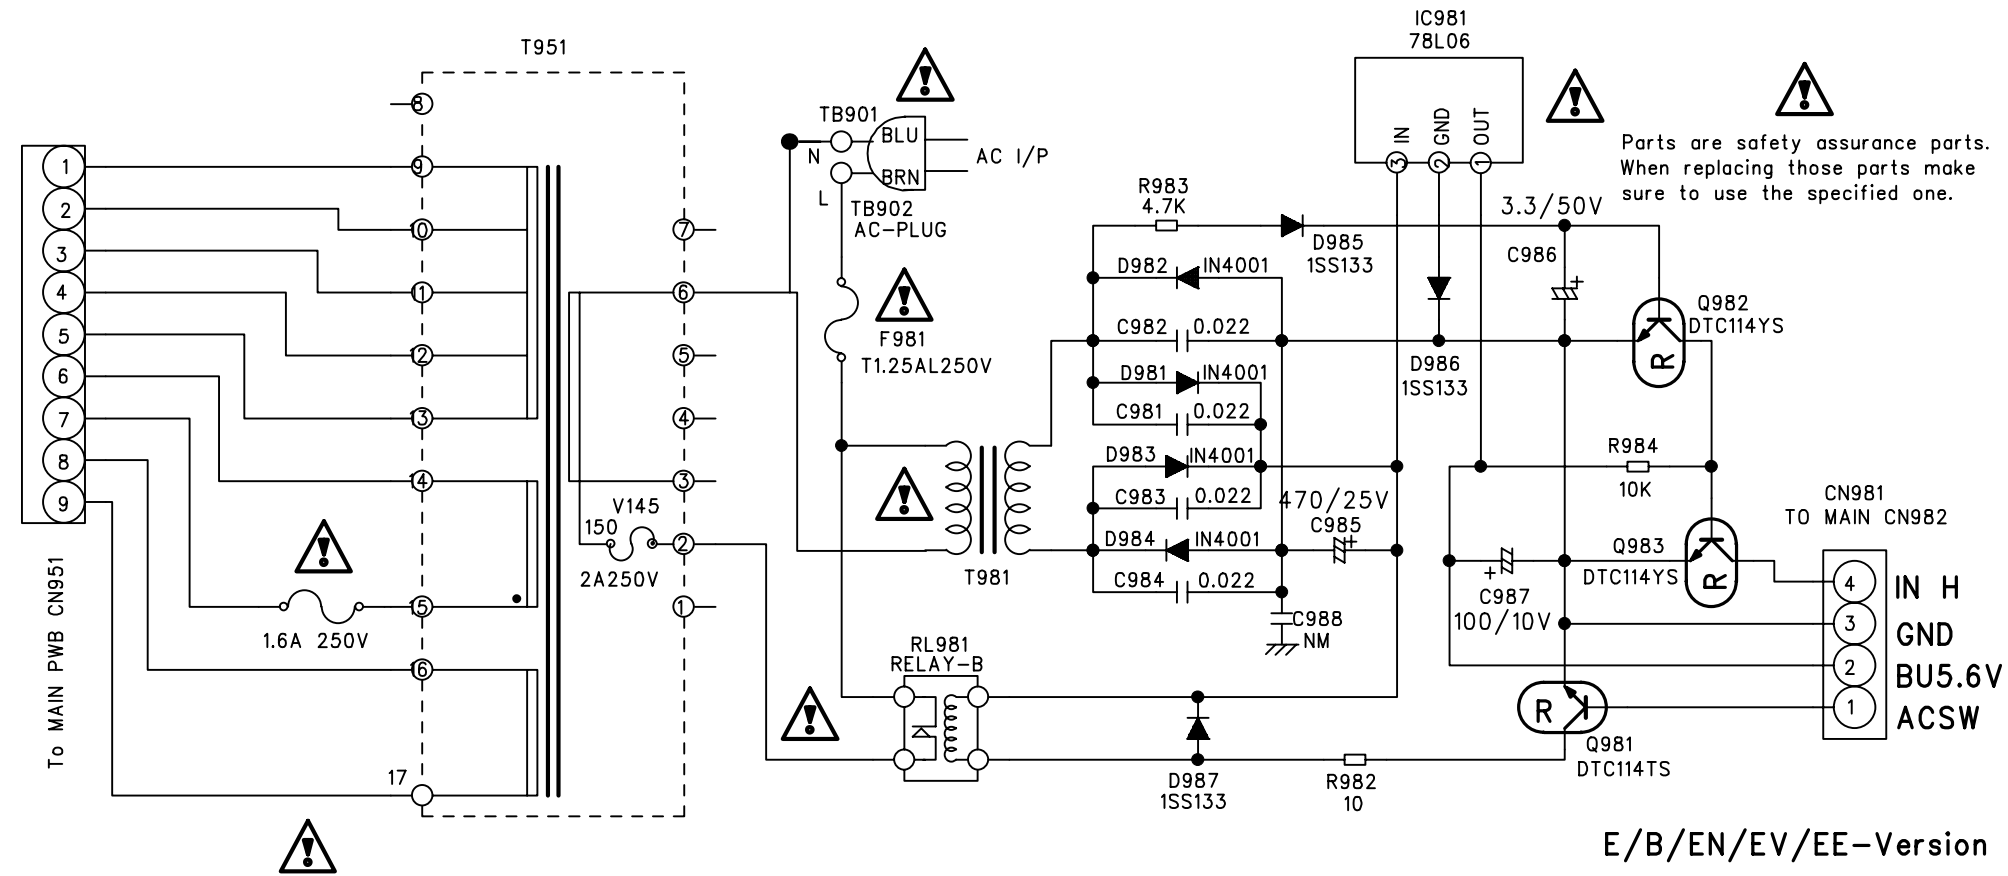 T951
8
9
10
11
12
13
14
15
16
17
7
6
5
4
3
2
1
1
2
3
4
5
6
7
8
9
To MAIN PWB CN951
1.6A 250V
V145
150
2A250V
TB901
N
BLU
BRN
L
AC I/P
TB902
AC-PLUG
F981
T1.25AL250V
T981
RL981
RELAY-B
IC981
78L06
IN
GND
OUT
3
2
1
Parts are safety assurance parts.
When replacing those parts make
sure to use the specified one.
R983
4.7K
D985
1SS133
3.3/50V
C986
D982 IN4001
C982 0.022
D981 IN4001
C981 0.022
D983 IN4001
C983 0.022
D984 IN4001
C984 0.022
470/25V
C985
+
C988
NM
D986
1SS133
+
Q982
DTC114YS
R
R984
10K
Q983
DTC114YS
R
+
C987
100/10V
D987
1SS133
R982
10
R
Q981
DTC114TS
CN981
TO MAIN CN982
4 IN H
3 GND
2 BU5.6V
1 ACSW
E/B/EN/EV/EE-Version